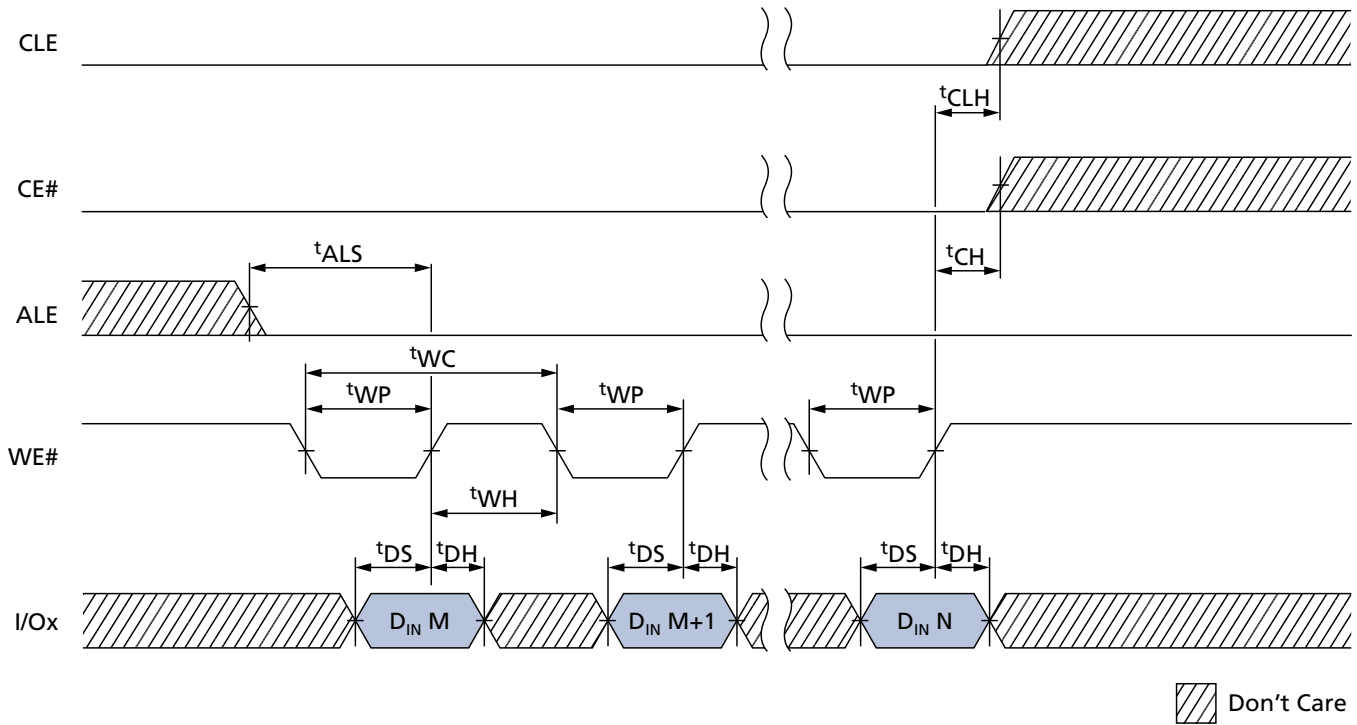 CLE
tCLH
CE#
tCH
tALS
ALE
tWC
tWP
tWP
tWP
WE#
tWH
tDS
tDH
tDS
tDH
tDS
tDH
I/Ox
DIN M
DIN M+1
DIN N
Don't Care